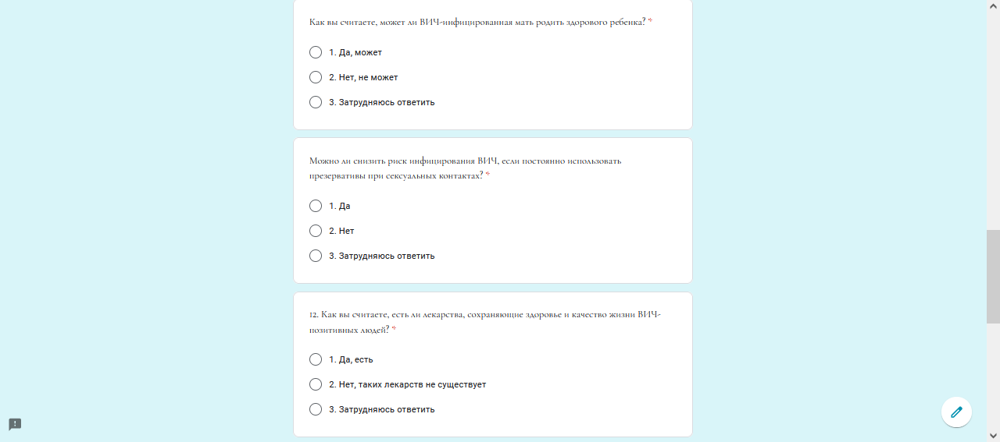 Как вы считаете, может ли ВИЧ-инфицированная мать родить здорового ребенка? *
1. Да, может
2. Нет, не может
3. Затрудняюсь ответить
Можно ли снизить риск инфицирования ВИЧ, если постоянно использовать
презервативы при сексуальных контактах? *
1. Да
2. Нет
3. Затрудняюсь ответить
12. Как вы считаете, есть ли лекарства, сохраняющие здоровье и качество жизни ВИЧ-
позитивных людей? *
1. Да, есть
2. Нет, таких лекарств не существует
3. Затрудняюсь ответить